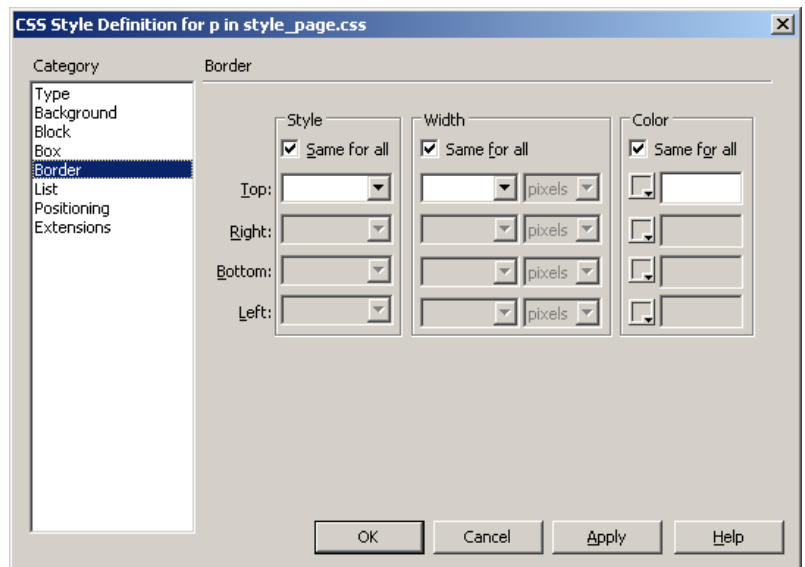 CSS Style Definition for p in style_page.css
Category
Border
Type
Background
Block
Box
Border
List
Positioning
Extensions
Style Width Color
Same for all Same for all Same for all
Top: pixels
Right: pixels
Bottom: pixels
Left: pixels
OK Cancel Apply Help